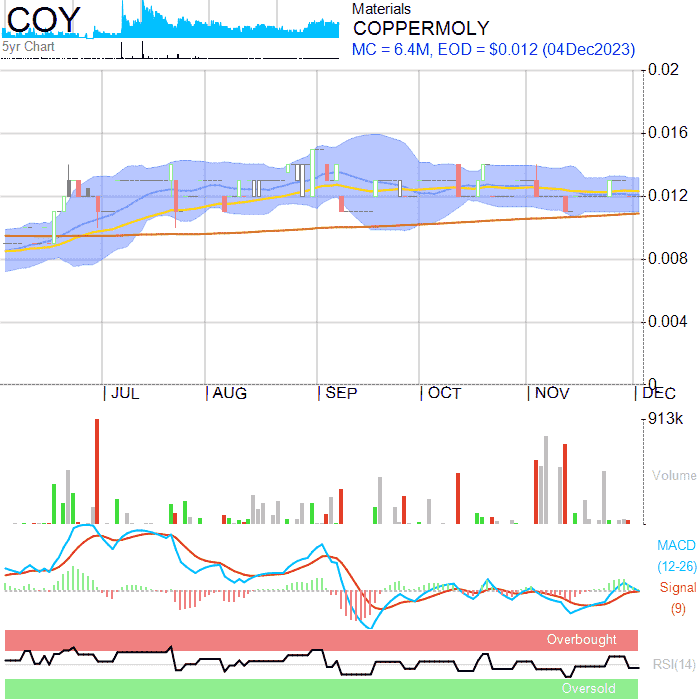 COY
5yr Chart
Materials
COPPERMOLY
MC = 6.4M, EOD = $0.012 (04Dec2023)
0.02
0.016
0.012
0.008
0.004
0
JUL AUG SEP OCT NOV DEC
913k
Volume
MACD
(12-26)
Signal
(9)
Overbought
RSI(14)
Oversold